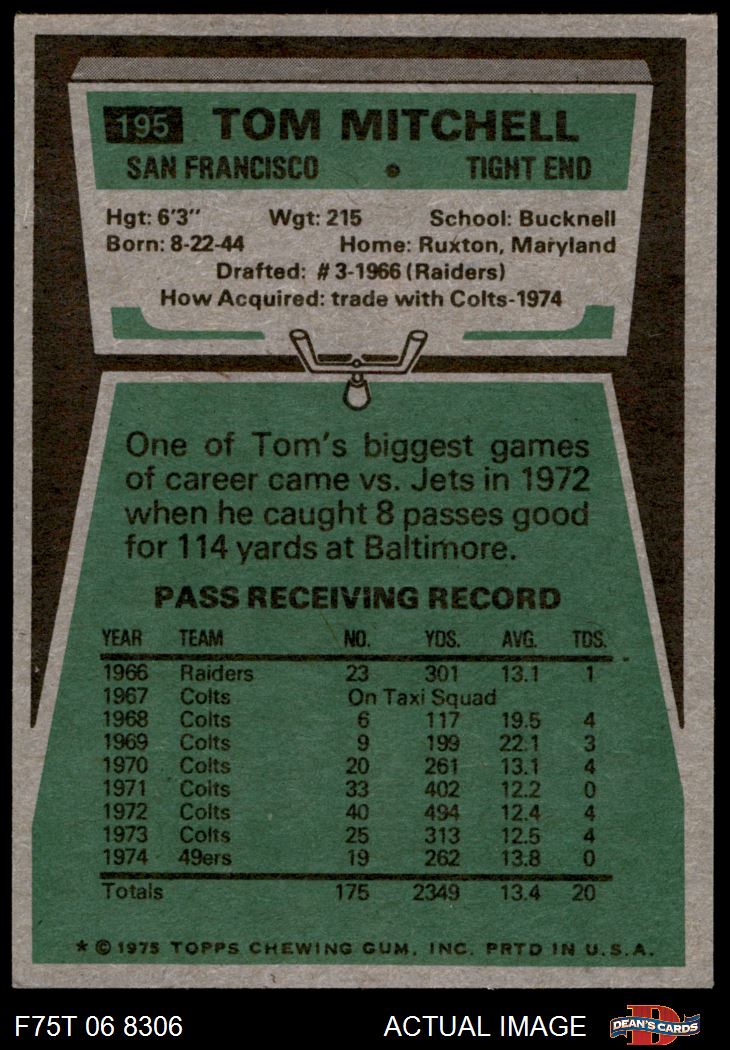 195 TOM MITCHELL
SAN FRANCISCO • TIGHT END
Hgt: 6'3" Wgt: 215 School: Bucknell
Born: 8-22-44 Home: Ruxton, Maryland
Drafted: #3-1966 (Raiders)
How Acquired: trade with Colts-1974
One of Tom's biggest games
of career came vs. Jets in 1972
when he caught 8 passes good
for 114 yards at Baltimore.
PASS RECEIVING RECORD
YEAR TEAM NO. YDS. AVG. TDS.
1966 Raiders 23 301 13.1 1
1967 Colts On Taxi Squad
1968 Colts 6 117 19.5 4
1969 Colts 9 199 22.1 3
1970 Colts 20 261 13.1 4
1971 Colts 33 402 12.2 0
1972 Colts 40 494 12.4 4
1973 Colts 25 313 12.5 4
1974 49ers 19 262 13.8 0
Totals 175 2349 13.4 20
* © 1975 TOPPS CHEWING GUM, INC. PRTD IN U.S.A.
F75T 06 8306 ACTUAL IMAGE D DEAN'S CARDS